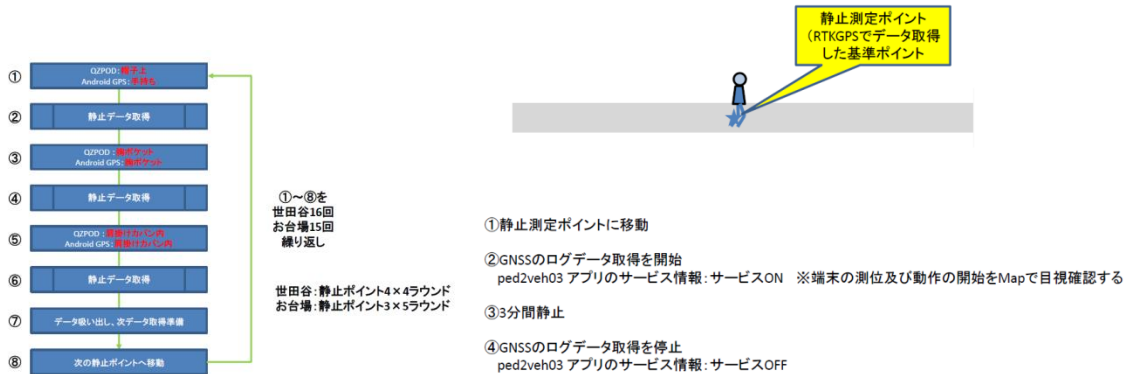 ①
QZPOD:帽子上
Android GPS:手持ち
②
静止データ取得
③
QZPOD:胸ポケット
Android GPS:胸ポケット
④
静止データ取得
⑤
QZPOD:肩掛けカバン内
Android GPS:肩掛けカバン内
⑥
静止データ取得
⑦
データ吸い出し、次データ取得準備
⑧
次の静止ポイントへ移動
①～⑧を
世田谷16回
お台場15回
繰り返し
世田谷:静止ポイント4×4ラウンド
お台場:静止ポイント3×5ラウンド
静止測定ポイント
(RTKGPSでデータ取得
した基準ポイント
①静止測定ポイントに移動
②GNSSのログデータ取得を開始
ped2veh03 アプリのサービス情報:サービスON ※端末の測位及び動作の開始をMapで目視確認する
③3分間静止
④GNSSのログデータ取得を停止
ped2veh03 アプリのサービス情報:サービスOFF